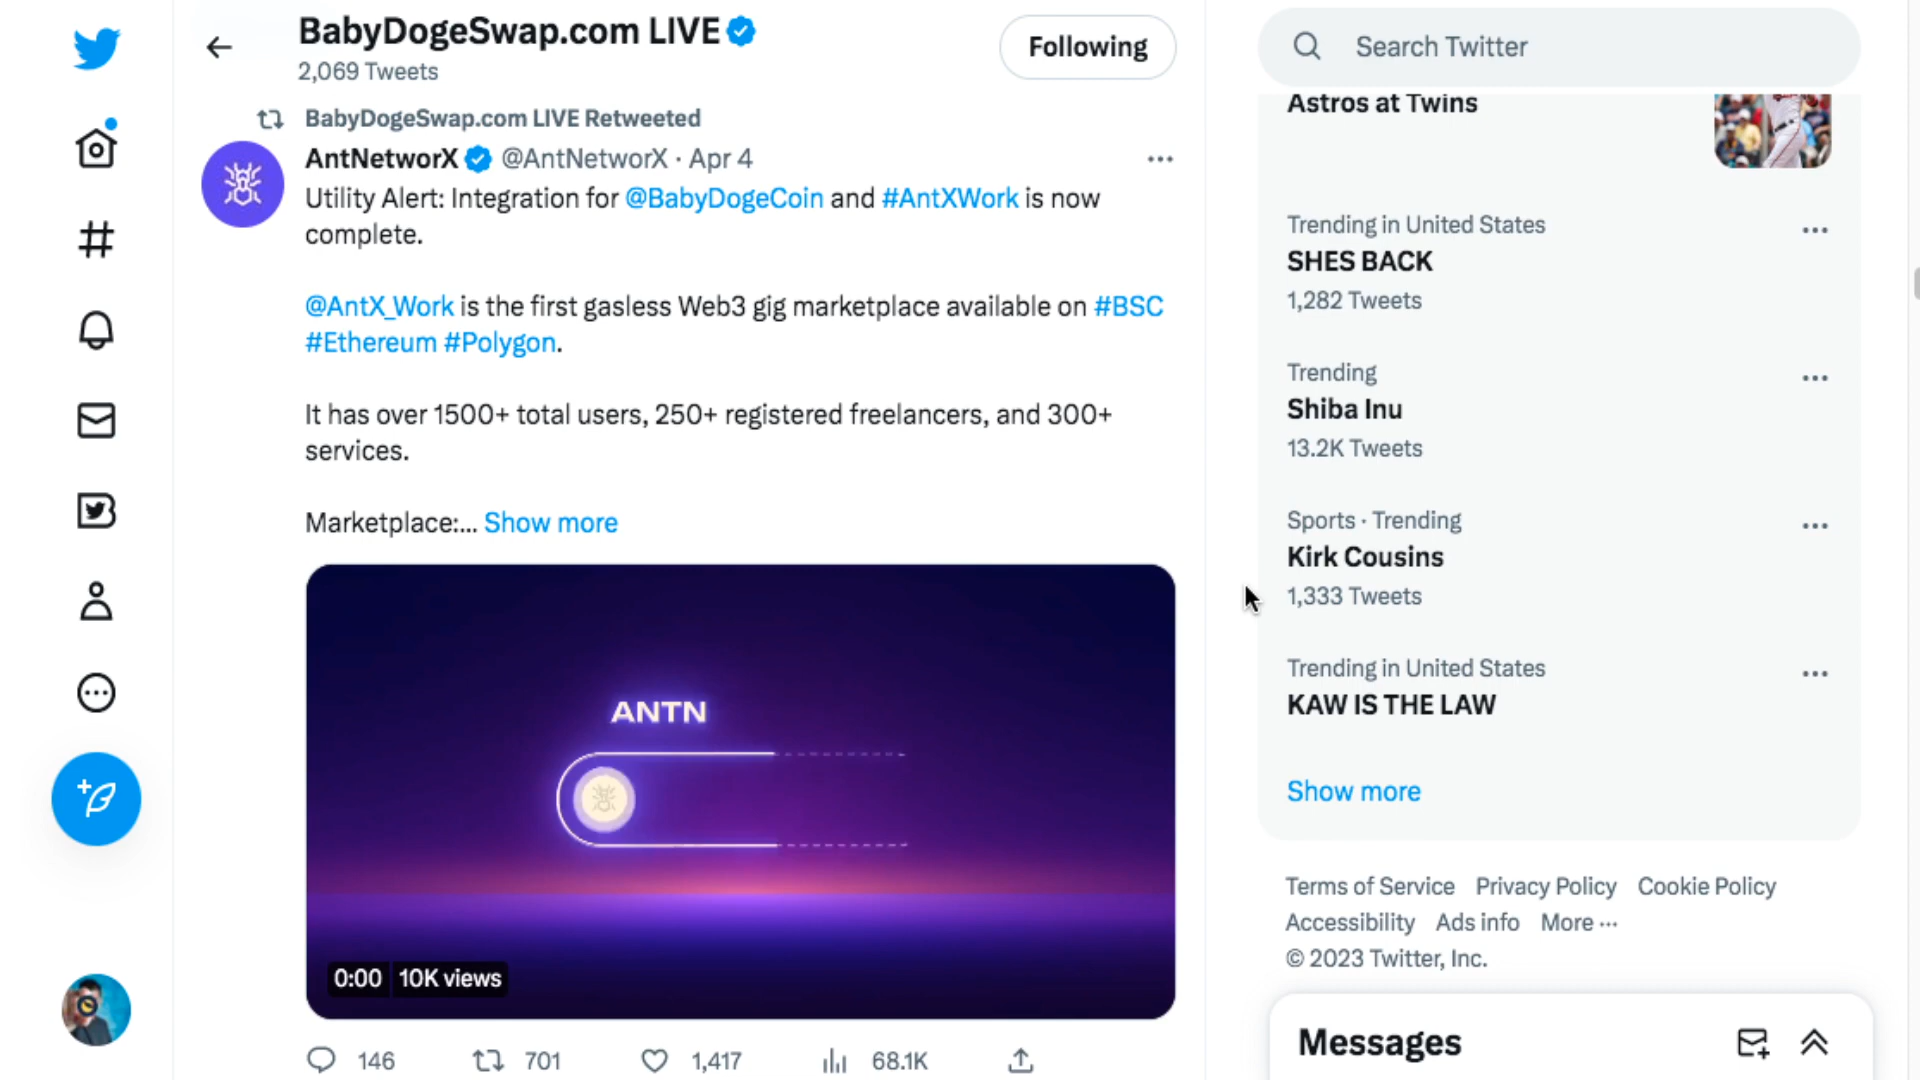 BabyDogeSwap.com LIVE
2,069 Tweets
Following
BabyDogeSwap.com LIVE Retweeted
AntNetworX @AntNetworX · Apr 4
Utility Alert: Integration for @BabyDogeCoin and #AntXWork is now
complete.
@AntX_Work is the first gasless Web3 gig marketplace available on #BSC
#Ethereum #Polygon.
It has over 1500+ total users, 250+ registered freelancers, and 300+
services.
Marketplace:... Show more
ANTN
0:00 10K views
146 701 1,417 68.1K
Search Twitter
Astros at Twins
Trending in United States
SHES BACK
1,282 Tweets
Trending
Shiba Inu
13.2K Tweets
Sports · Trending
Kirk Cousins
1,333 Tweets
Trending in United States
KAW IS THE LAW
Show more
Terms of Service Privacy Policy Cookie Policy
Accessibility Ads info More ···
© 2023 Twitter, Inc.
Messages